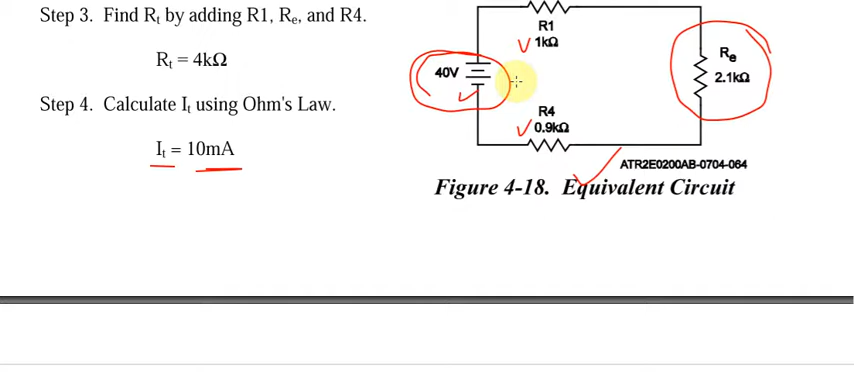 Step 3.  Find Rt by adding R1, Re, and R4.
Rt = 4kΩ
Step 4.  Calculate It using Ohm's Law.
It = 10mA
R1
1kΩ
40V
Re
2.1kΩ
R4
0.9kΩ
ATR2E0200AB-0704-064
Figure 4-18.  Equivalent Circuit